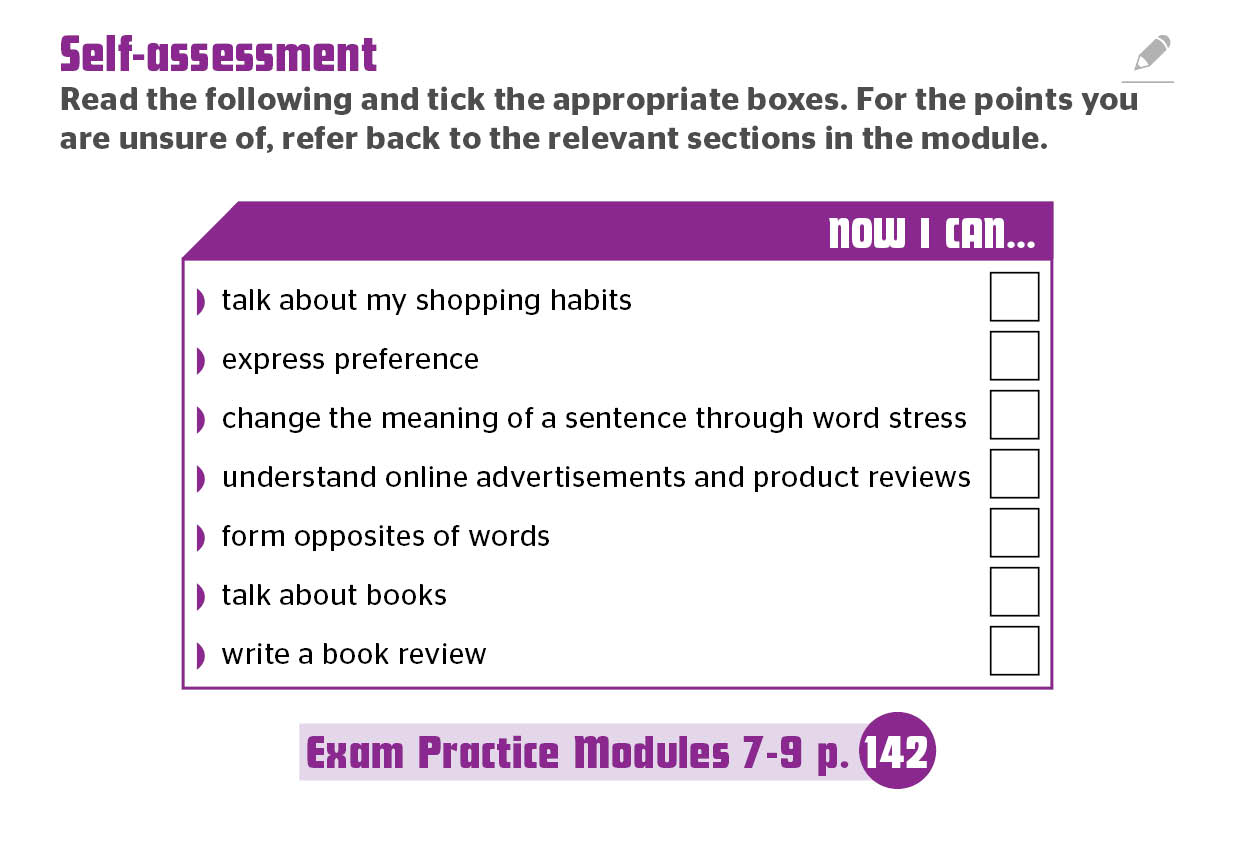 Self-assessment
Read the following and tick the appropriate boxes. For the points you
are unsure of, refer back to the relevant sections in the module.
NOW I CAN...
talk about my shopping habits
express preference
change the meaning of a sentence through word stress
understand online advertisements and product reviews
form opposites of words
talk about books
write a book review
Exam Practice Modules 7-9 p. 142